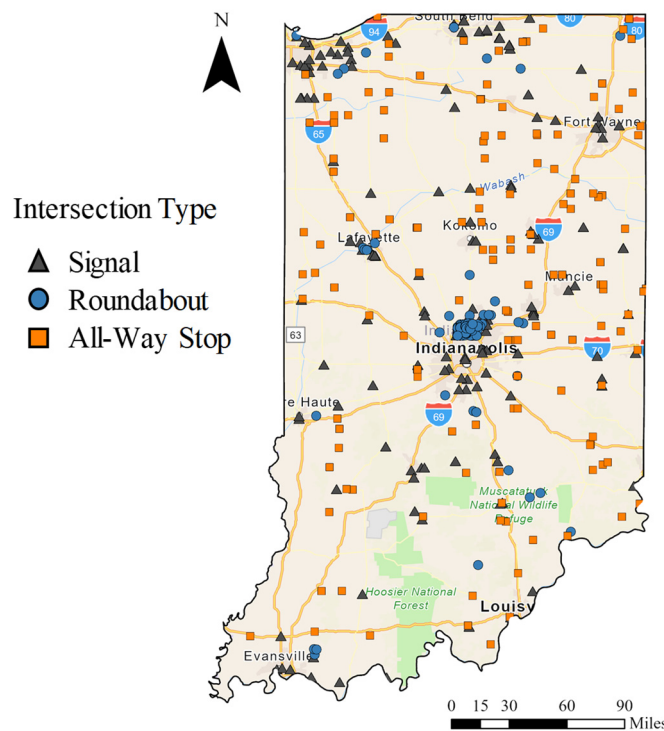 N
South Bend
80
80
94
65
Fort Wayne
Wabash
Intersection Type
Signal
Roundabout
All-Way Stop
Lafayette
Kokomo
69
Muncie
63
Indi
Indianapolis
70
re Haute
69
Muscatatuck
National Wildlife
Refuge
Hoosier National
Forest
Louisv
Evansville
0 15 30 60 90
Miles